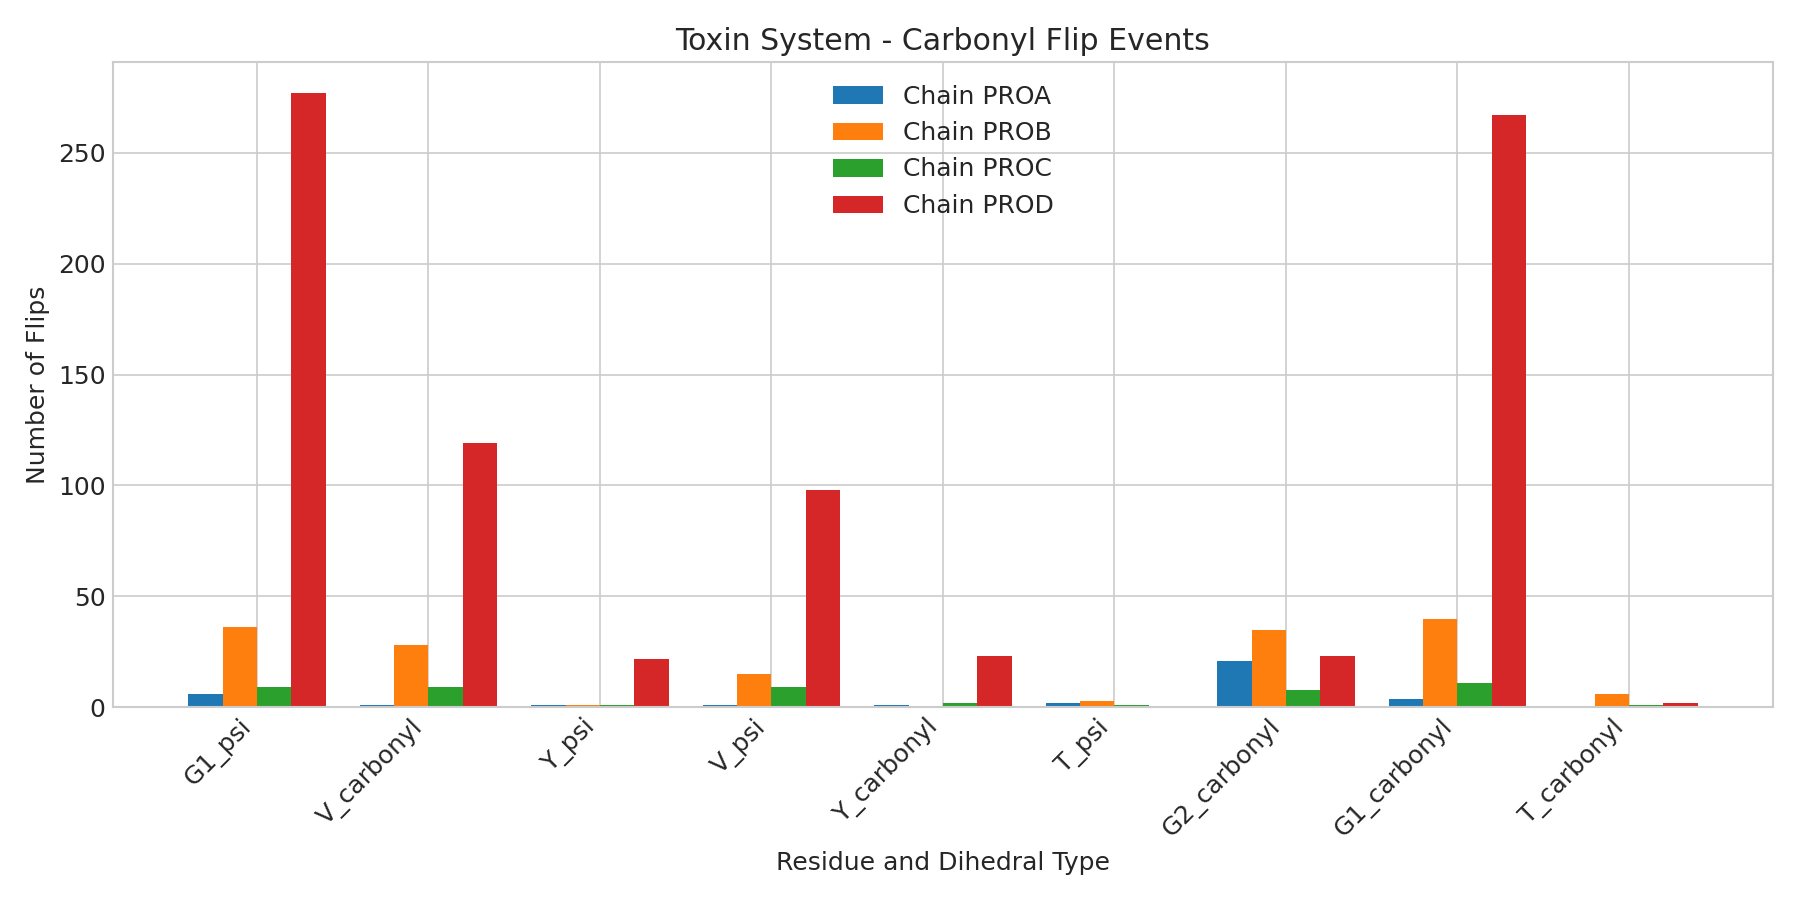 Toxin System - Carbonyl Flip Events
Chain PROA
Chain PROB
Chain PROC
Chain PROD
Number of Flips
250
200
150
100
50
0
G1_psi
V_carbonyl
Y_psi
V_psi
Y_carbonyl
T_psi
G2_carbonyl
G1_carbonyl
T_carbonyl
Residue and Dihedral Type